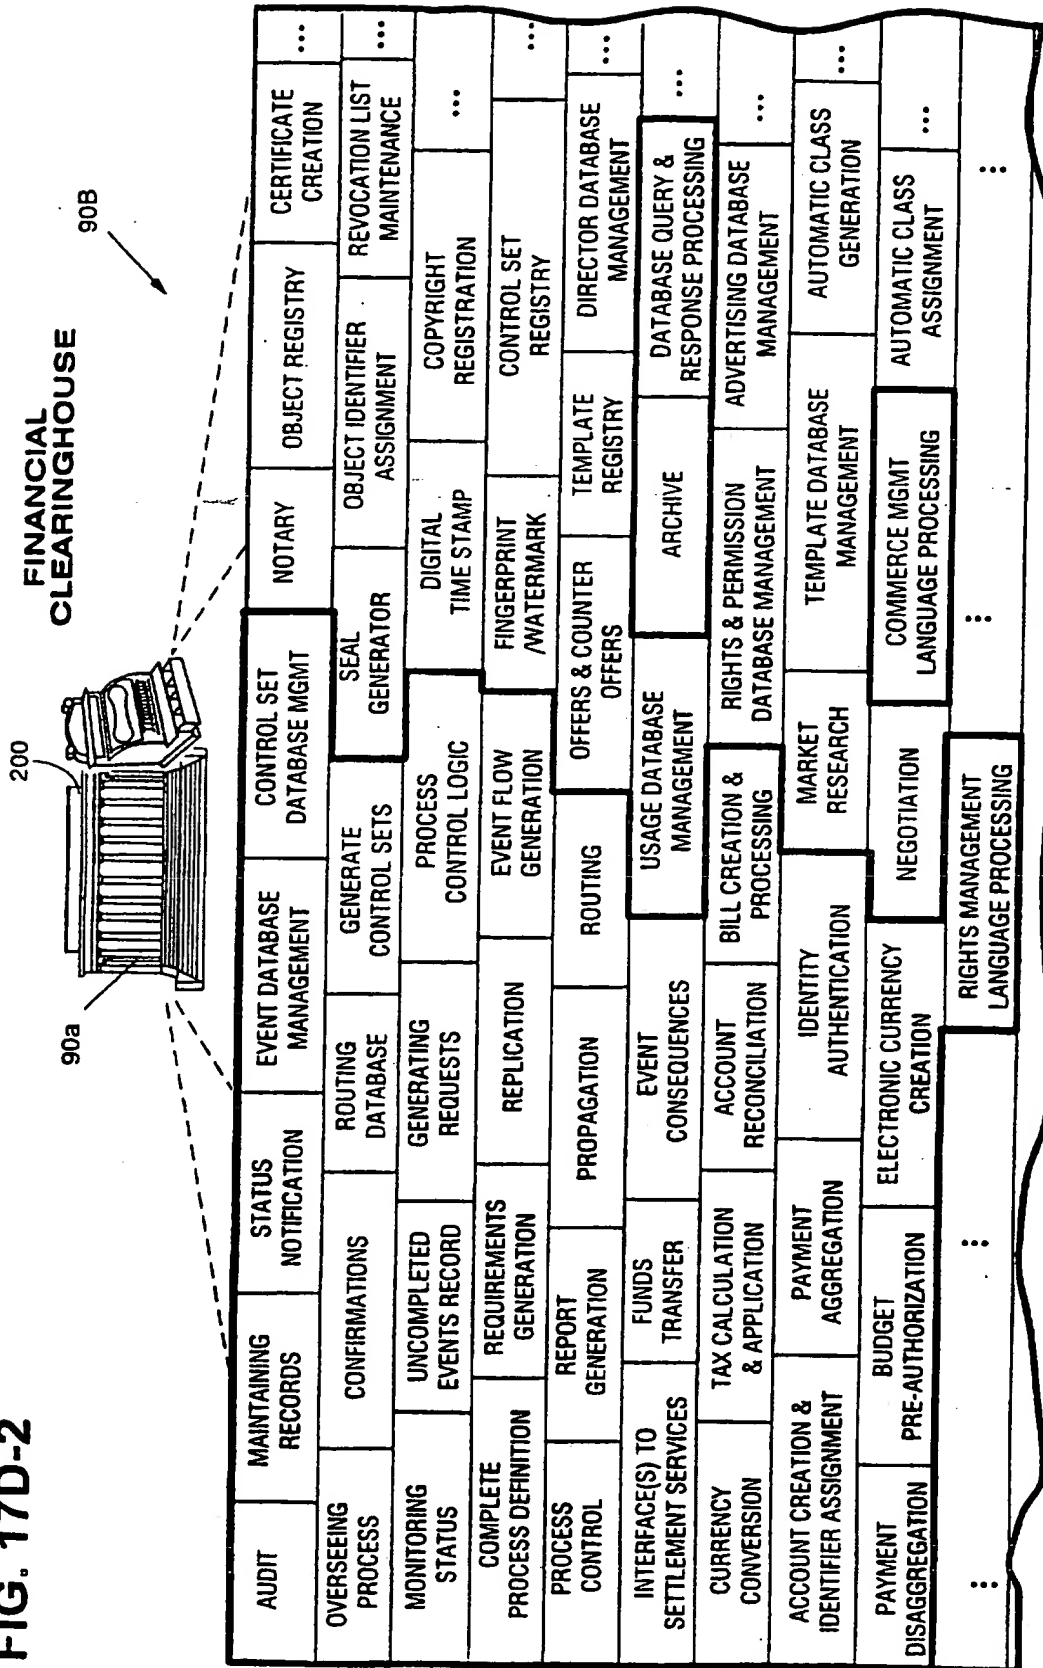 FIG. 17D-2
FINANCIAL
CLEARINGHOUSE
200
90a
90B
AUDIT
MAINTAINING
RECORDS
STATUS
NOTIFICATION
EVENT DATABASE
MANAGEMENT
CONTROL SET
DATABASE MGMT
NOTARY
OBJECT REGISTRY
CERTIFICATE
CREATION
...
OVERSEEING
PROCESS
CONFIRMATIONS
ROUTING
DATABASE
GENERATE
CONTROL SETS
SEAL
GENERATOR
OBJECT IDENTIFIER
ASSIGNMENT
REVOCATION LIST
MAINTENANCE
...
MONITORING
STATUS
UNCOMPLETED
EVENTS RECORD
GENERATING
REQUESTS
PROCESS
CONTROL LOGIC
DIGITAL
TIME STAMP
COPYRIGHT
REGISTRATION
...
COMPLETE
PROCESS DEFINITION
REQUIREMENTS
GENERATION
REPLICATION
EVENT FLOW
GENERATION
FINGERPRINT
/WATERMARK
CONTROL SET
REGISTRY
...
PROCESS
CONTROL
REPORT
GENERATION
PROPAGATION
ROUTING
OFFERS & COUNTER
OFFERS
TEMPLATE
REGISTRY
DIRECTOR DATABASE
MANAGEMENT
...
INTERFACE(S) TO
SETTLEMENT SERVICES
FUNDS
TRANSFER
EVENT
CONSEQUENCES
USAGE DATABASE
MANAGEMENT
ARCHIVE
DATABASE QUERY &
RESPONSE PROCESSING
...
CURRENCY
CONVERSION
TAX CALCULATION
& APPLICATION
ACCOUNT
RECONCILIATION
BILL CREATION &
PROCESSING
RIGHTS & PERMISSION
DATABASE MANAGEMENT
ADVERTISING DATABASE
MANAGEMENT
...
ACCOUNT CREATION &
IDENTIFIER ASSIGNMENT
PAYMENT
AGGREGATION
IDENTITY
AUTHENTICATION
MARKET
RESEARCH
TEMPLATE DATABASE
MANAGEMENT
AUTOMATIC CLASS
GENERATION
...
PAYMENT
DISAGGREGATION
BUDGET
PRE-AUTHORIZATION
ELECTRONIC CURRENCY
CREATION
NEGOTIATION
COMMERCE MGMT
LANGUAGE PROCESSING
AUTOMATIC CLASS
ASSIGNMENT
...
...
...
RIGHTS MANAGEMENT
LANGUAGE PROCESSING
...
...